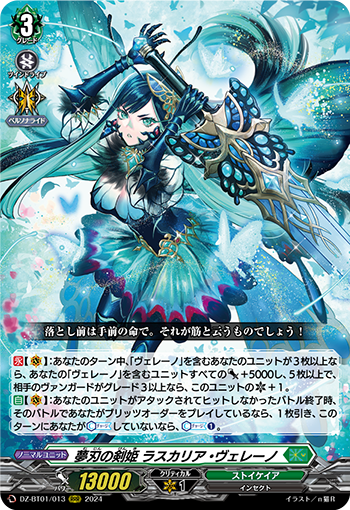 3
グレード
ツインドライブ
ペルソナライド
落とし前は手前の命で。それが筋と云うものでしょう！
永【V】：あなたのターン中、「ヴェレーノ」を含むあなたのユニットが3枚以上な
ら、あなたの「ヴェレーノ」を含むユニットすべての+5000し、5枚以上で、
相手のヴァンガードがグレード3以上なら、このユニットの☆+1。
自【V】：あなたのユニットがアタックされヒットしなかったバトル終了時、
そのバトルであなたがブリッツオーダーをプレイしているなら、1枚引き、この
ターンにあなたが
ノーマルユニット
夢刃の剣姫 ラスカリア・ヴェレーノ
パワー
13000
クリティカル
1
ストイケイア
インセクト
DZ-BT01/013 RRR 2024
イラスト／n猫R